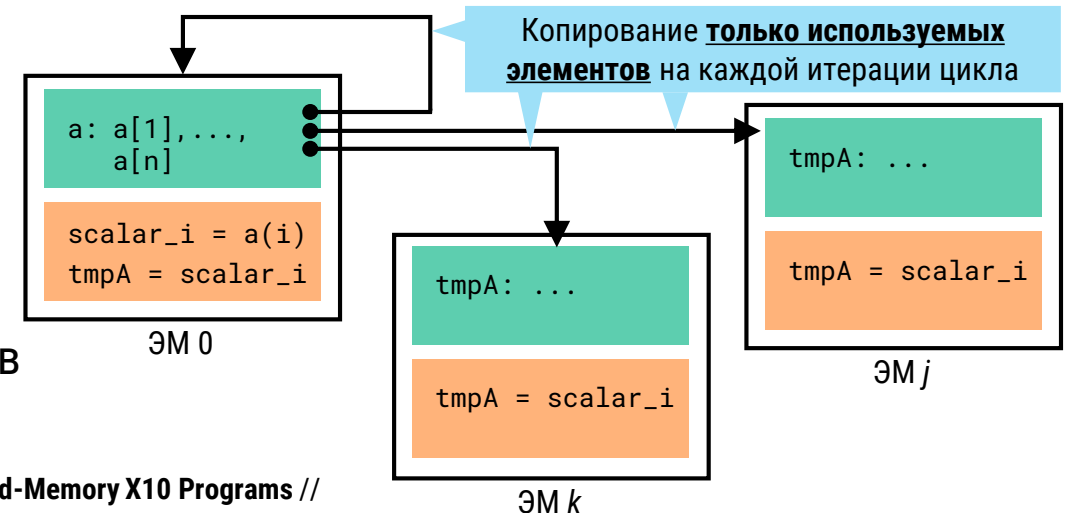 Копирование только используемых
элементов на каждой итерации цикла
a: a[1],...,
a[n]
scalar_i = a(i)
tmpA = scalar_i
ЭМ 0
tmpA: ...
tmpA = scalar_i
ЭМ j
tmpA: ...
tmpA = scalar_i
ЭМ k
в
d-Memory X10 Programs //